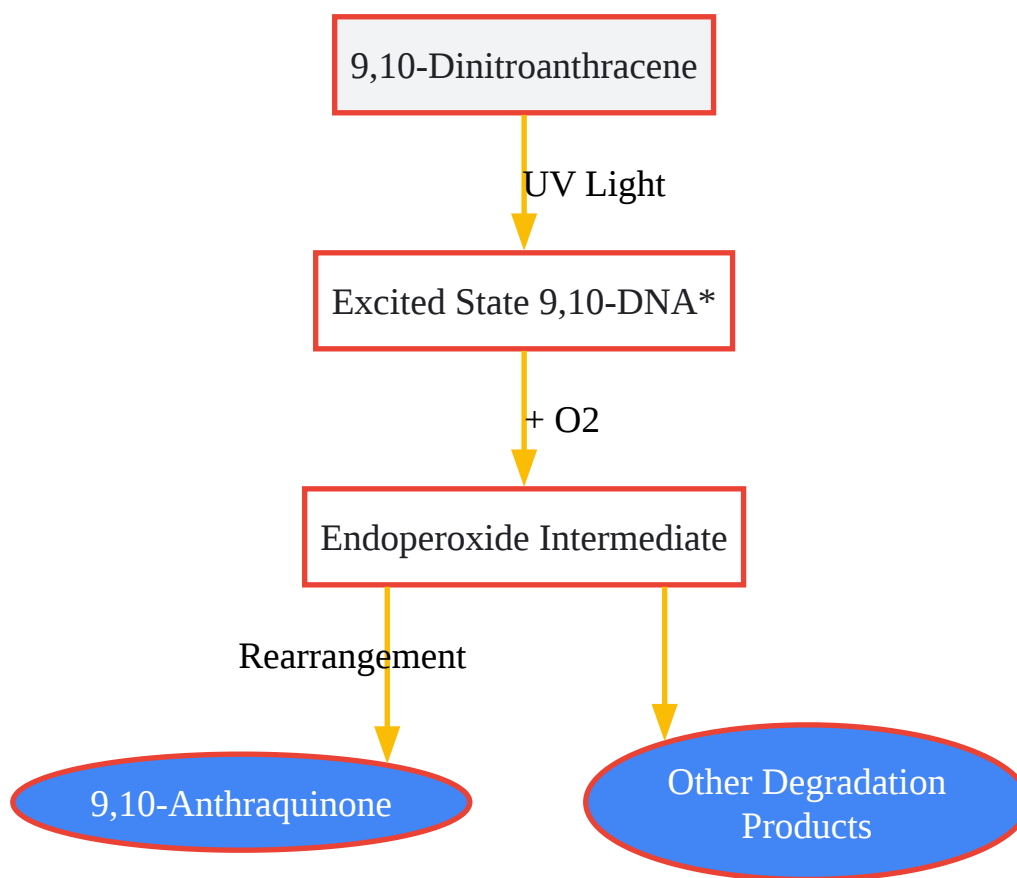 9,10-Dinitroanthracene
UV Light
Excited State 9,10-DNA*
+ O2
Endoperoxide Intermediate
Rearrangement
9,10-Anthraquinone
Other Degradation
Products